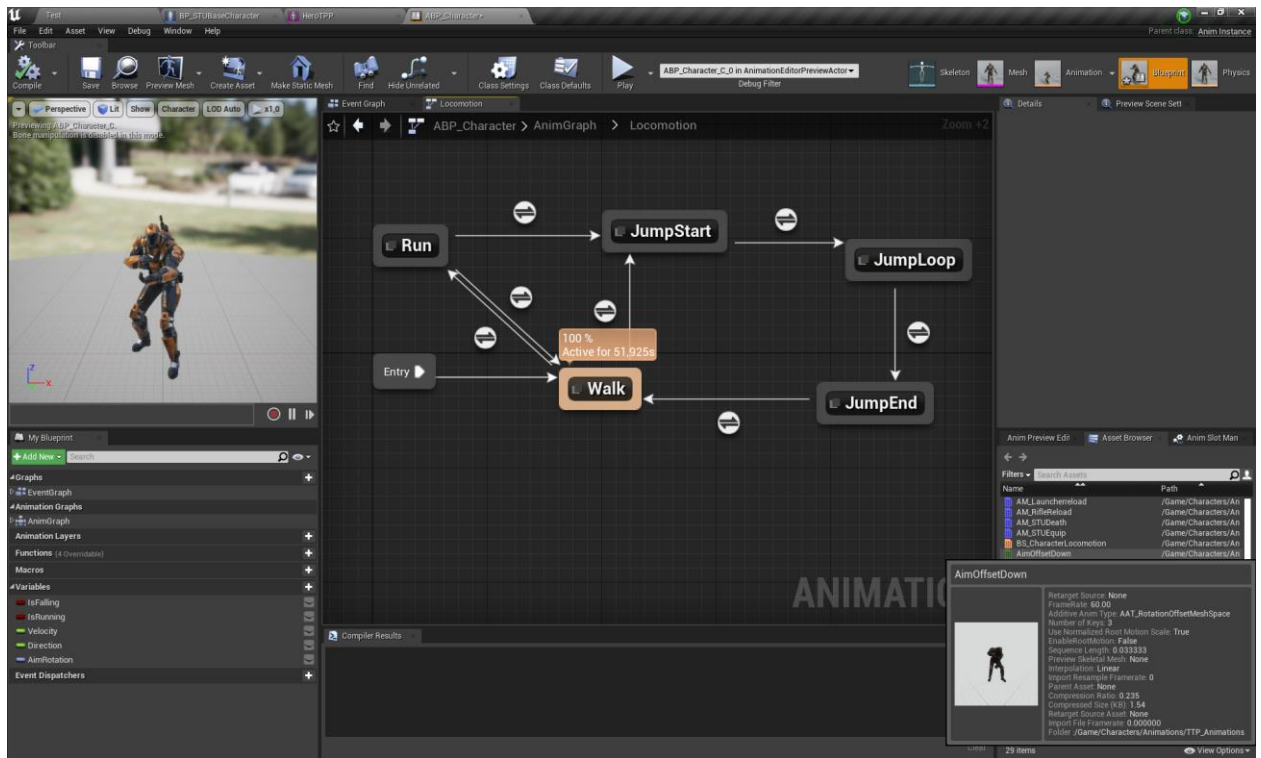 Test
BP_STUBaseCharacter
HeroTPP
ABP_Character*
File Edit Asset View Debug Window Help
Parent class: Anim Instance
Toolbar
Compile
Save
Browse
Preview Mesh
Create Asset
Make Static Mesh
Find
Hide Unrelated
Class Settings
Class Defaults
Play
ABP_Character_C_0 in AnimationEditorPreviewActor
Debug Filter
Skeleton
Mesh
Animation
Blueprint
Physics
Perspective Lit Show Character LOD Auto x1,0
Previewing ABP_Character_C.
Bone manipulation is disabled in this mode.
Z
X
Event Graph
Locomotion
ABP_Character > AnimGraph > Locomotion
Zoom +2
Run
JumpStart
JumpLoop
100 %
Active for 51,925s
Entry
Walk
JumpEnd
ANIMATIO
Details
Preview Scene Sett
My Blueprint
+Add New
Search
Graphs
EventGraph
Animation Graphs
AnimGraph
Animation Layers
Functions (4 Overridable)
Macros
Variables
IsFalling
IsRunning
Velocity
Direction
AimRotation
Event Dispatchers
Compiler Results
Clear
Anim Preview Edit
Asset Browser
Anim Slot Man
Filters
Search Assets
Name Path
AM_Launcherreload /Game/Characters/An
AM_RifleReload /Game/Characters/An
AM_STUDeath /Game/Characters/An
AM_STUEquip /Game/Characters/An
BS_CharacterLocomotion /Game/Characters/An
AimOffsetDown /Game/Characters/An
AimOffsetDown
Retarget Source: None
FrameRate: 60.00
Additive Anim Type: AAT_RotationOffsetMeshSpace
Number of Keys: 3
Use Normalized Root Motion Scale: True
EnableRootMotion: False
Sequence Length: 0.033333
Preview Skeletal Mesh: None
Interpolation: Linear
Import Resample Framerate: 0
Parent Asset: None
Compression Ratio: 0.235
Compressed Size (KB): 1.54
Retarget Source Asset: None
Import File Framerate: 0.000000
Folder: /Game/Characters/Animations/TTP_Animations
29 items
View Options